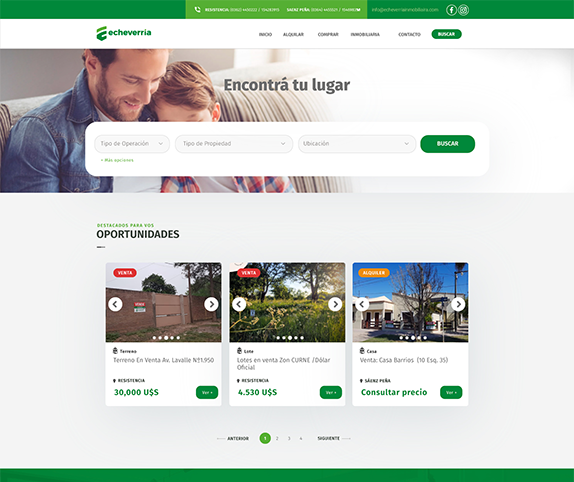 RESISTENCIA:
SAENZ PEÑA:
info@echeverriainmobiliaria.com
echeverria
INICIO ALQUILAR COMPRAR INMOBILIARIA CONTACTO BUSCAR
Encontrá tu lugar
Tipo de Operación Tipo de Propiedad Ubicación BUSCAR
+ Más opciones
DESTACADOS PARA VOS
OPORTUNIDADES
VENTA
VENTA
ALQUILER
Terreno
Terreno En Venta Av. Lavalle N°1.950
RESISTENCIA
30,000 U$S
Ver +
Lote
Lotes en venta Zon CURNE /Dólar
Oficial
RESISTENCIA
4.530 U$S
Ver +
Casa
Venta: Casa Barrios (10 Esq. 35)
SÁENZ PEÑA
Consultar precio
Ver +
ANTERIOR 1 2 3 4 SIGUIENTE